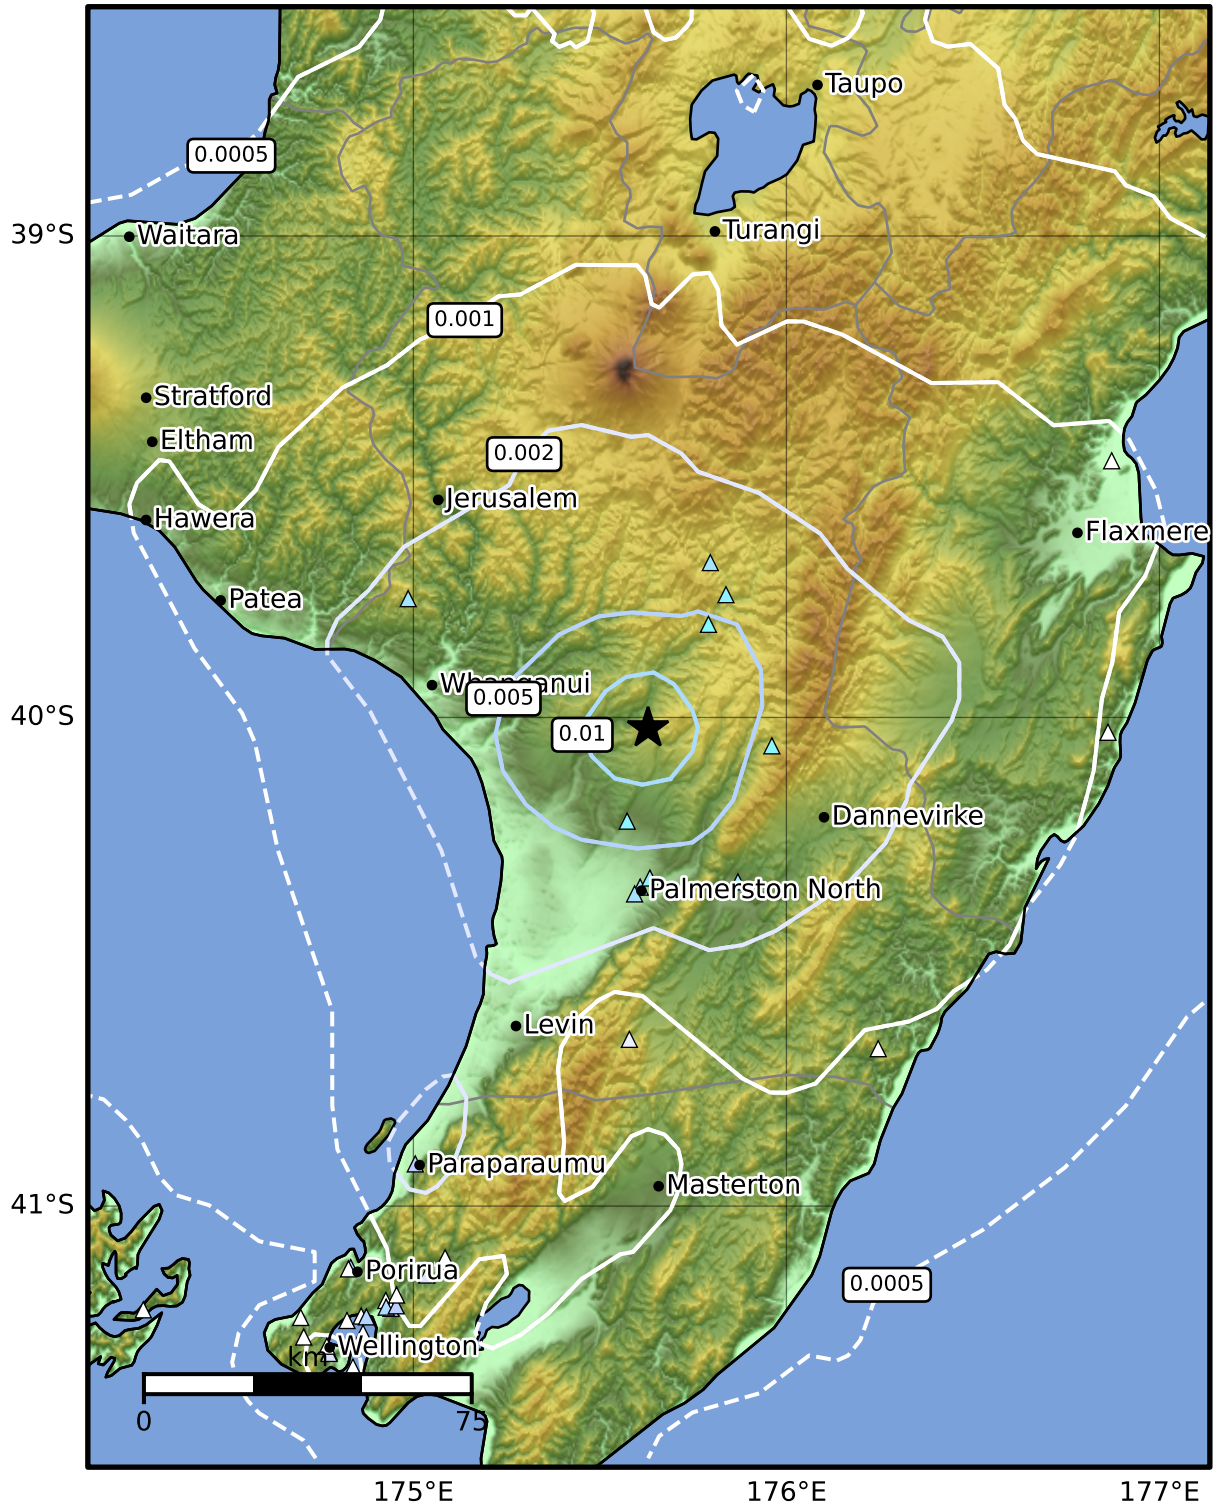 Taupo
0.0005
39°S
Waitara
Turangi
0.001
Stratford
Eltham
0.002
Jerusalem
Hawera
Flaxmere
Patea
Whanganui
0.005
40°S
0.01
Dannevirke
Palmerston North
Levin
Paraparaumu
Masterton
41°S
Porirua
0.0005
Wellington
km
0
75
175°E
176°E
177°E